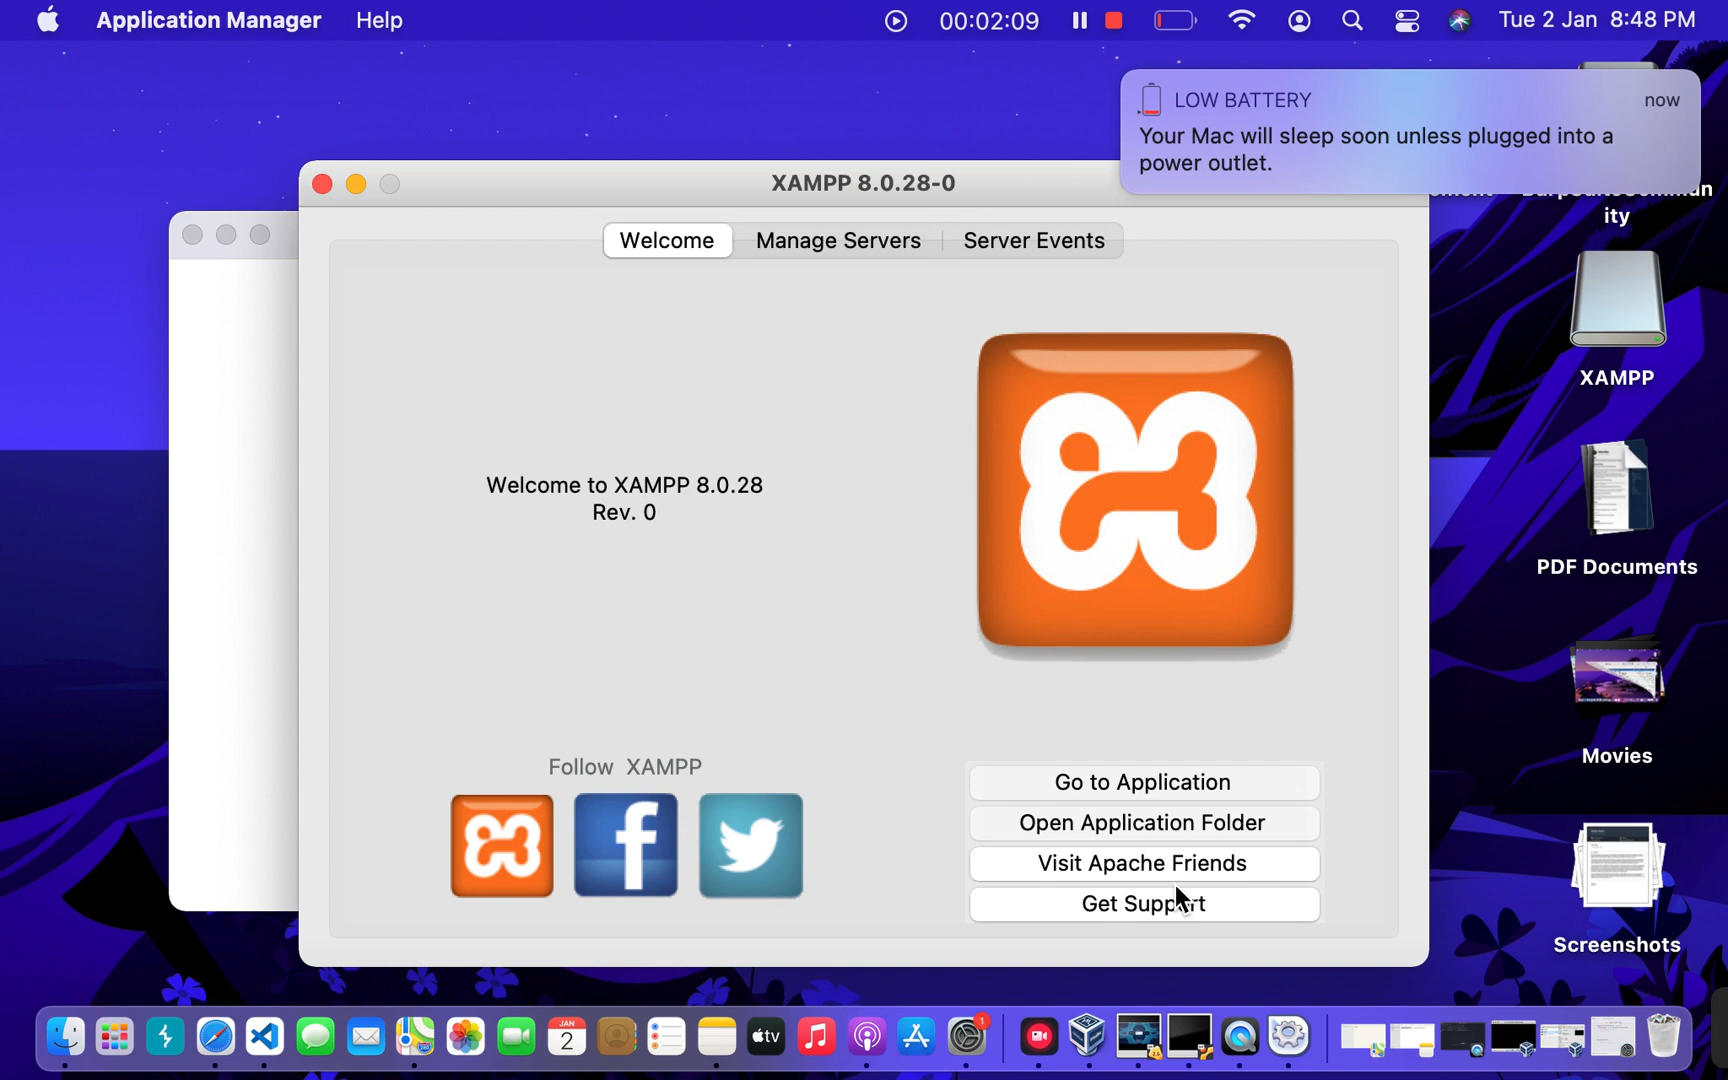 Application Manager Help 00:02:09 Tue 2 Jan 8:48 PM
LOW BATTERY now
Your Mac will sleep soon unless plugged into a
power outlet.
XAMPP 8.0.28-0
ity
Welcome Manage Servers Server Events
XAMPP
Welcome to XAMPP 8.0.28
Rev. 0
PDF Documents
Movies
Follow XAMPP
Go to Application
Open Application Folder
Visit Apache Friends
Get Support
Screenshots
JAN
2
tv
1